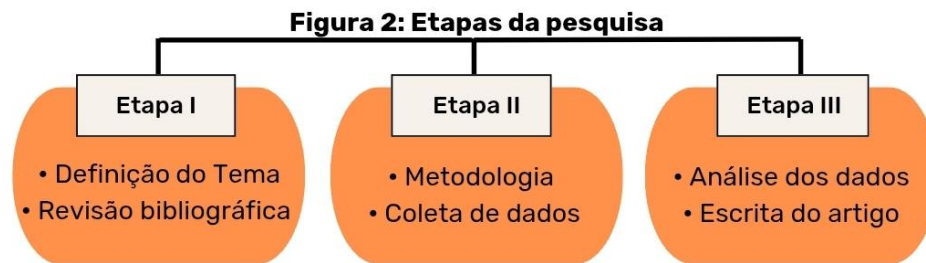 Figura 2: Etapas da pesquisa
Etapa I
• Definição do Tema
• Revisão bibliográfica
Etapa II
• Metodologia
• Coleta de dados
Etapa III
• Análise dos dados
• Escrita do artigo